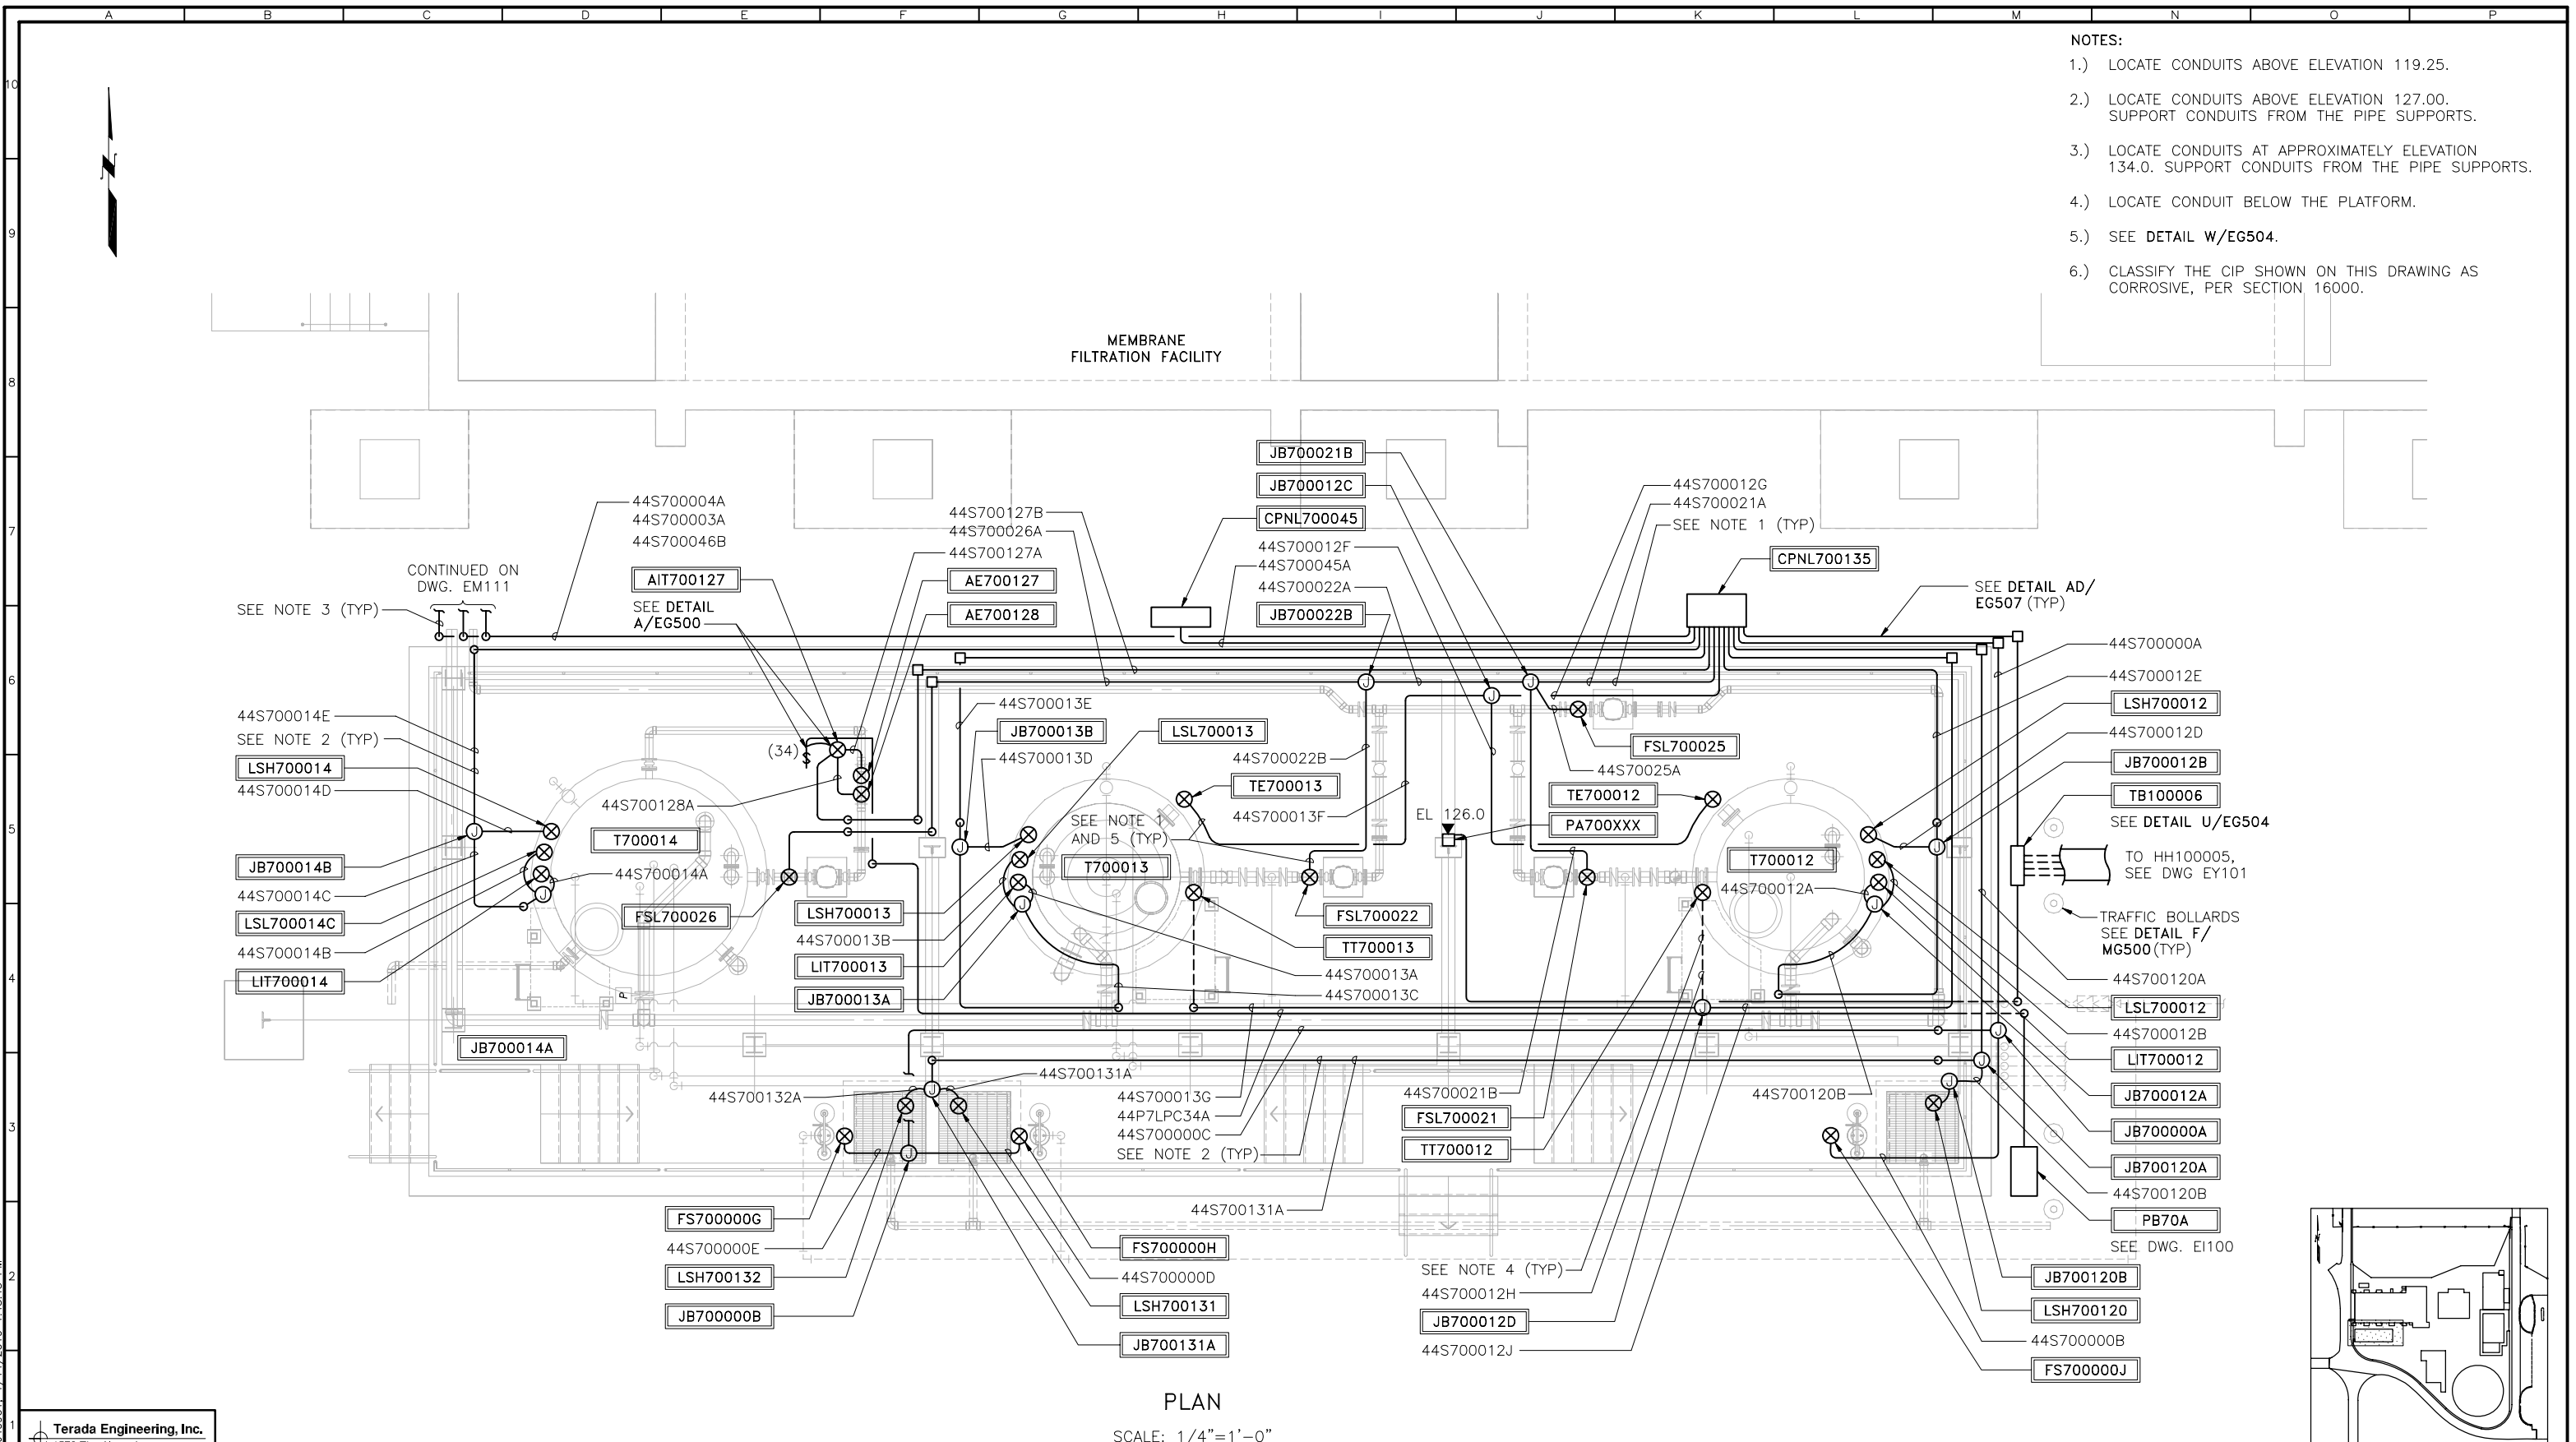 A B C D E F G H I J K L M N O P
10
9
8
7
6
5
4
3
2
1
N
NOTES:
1.) LOCATE CONDUITS ABOVE ELEVATION 119.25.
2.) LOCATE CONDUITS ABOVE ELEVATION 127.00.
SUPPORT CONDUITS FROM THE PIPE SUPPORTS.
3.) LOCATE CONDUITS AT APPROXIMATELY ELEVATION
134.0. SUPPORT CONDUITS FROM THE PIPE SUPPORTS.
4.) LOCATE CONDUIT BELOW THE PLATFORM.
5.) SEE DETAIL W/EG504.
6.) CLASSIFY THE CIP SHOWN ON THIS DRAWING AS
CORROSIVE, PER SECTION 16000.
MEMBRANE
FILTRATION FACILITY
CONTINUED ON
DWG. EM111
SEE NOTE 3 (TYP)
44S700014E
SEE NOTE 2 (TYP)
LSH700014
44S700014D
JB700014B
44S700014C
LSL700014C
44S700014B
LIT700014
JB700014A
44S700004A
44S700003A
44S700046B
AIT700127
SEE DETAIL
A/EG500
(34)
44S700128A
T700014
44S700014A
FSL700026
P
44S700127B
44S700026A
44S700127A
AE700127
AE700128
44S700013E
JB700013B
44S700013D
LSL700013
TE700013
SEE NOTE 1
AND 5 (TYP)
T700013
LSH700013
44S700013B
LIT700013
JB700013A
JB700021B
JB700012C
CPNL700045
44S700012F
44S700045A
44S700022A
JB700022B
44S700022B
44S700013F
FSL700022
TT700013
44S700013A
44S700013C
44S700012G
44S700021A
SEE NOTE 1 (TYP)
CPNL700135
FSL700025
44S70025A
TE700012
EL 126.0
PA700XXX
T700012
44S700012A
SEE DETAIL AD/
EG507 (TYP)
44S700000A
44S700012E
LSH700012
44S700012D
JB700012B
TB100006
SEE DETAIL U/EG504
TO HH100005,
SEE DWG EY101
TRAFFIC BOLLARDS
SEE DETAIL F/
MG500 (TYP)
44S700120A
LSL700012
44S700012B
LIT700012
JB700012A
JB700000A
JB700120A
44S700120B
PB70A
SEE DWG. EI100
44S700131A
44S700132A
44S700013G
44P7LPC34A
44S700000C
SEE NOTE 2 (TYP)
44S700131A
44S700021B
FSL700021
TT700012
44S700120B
FS700000G
44S700000E
LSH700132
JB700000B
FS700000H
44S700000D
LSH700131
JB700131A
SEE NOTE 4 (TYP)
44S700012H
JB700012D
44S700012J
JB700120B
LSH700120
44S700000B
FS700000J
PLAN
SCALE: 1/4"=1'-0"
Terada Engineering, Inc.